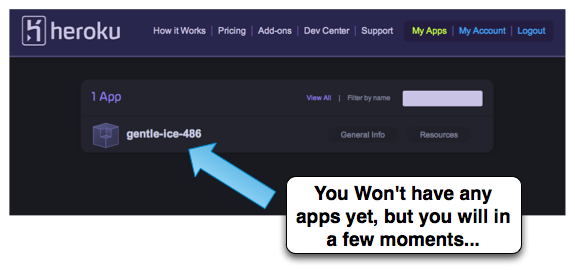 heroku How it Works | Pricing | Add-ons | Dev Center | Support My Apps | My Account | Logout
1 App View All | Filter by name
gentle-ice-486 General Info Resources
You Won't have any
apps yet, but you will in
a few moments...